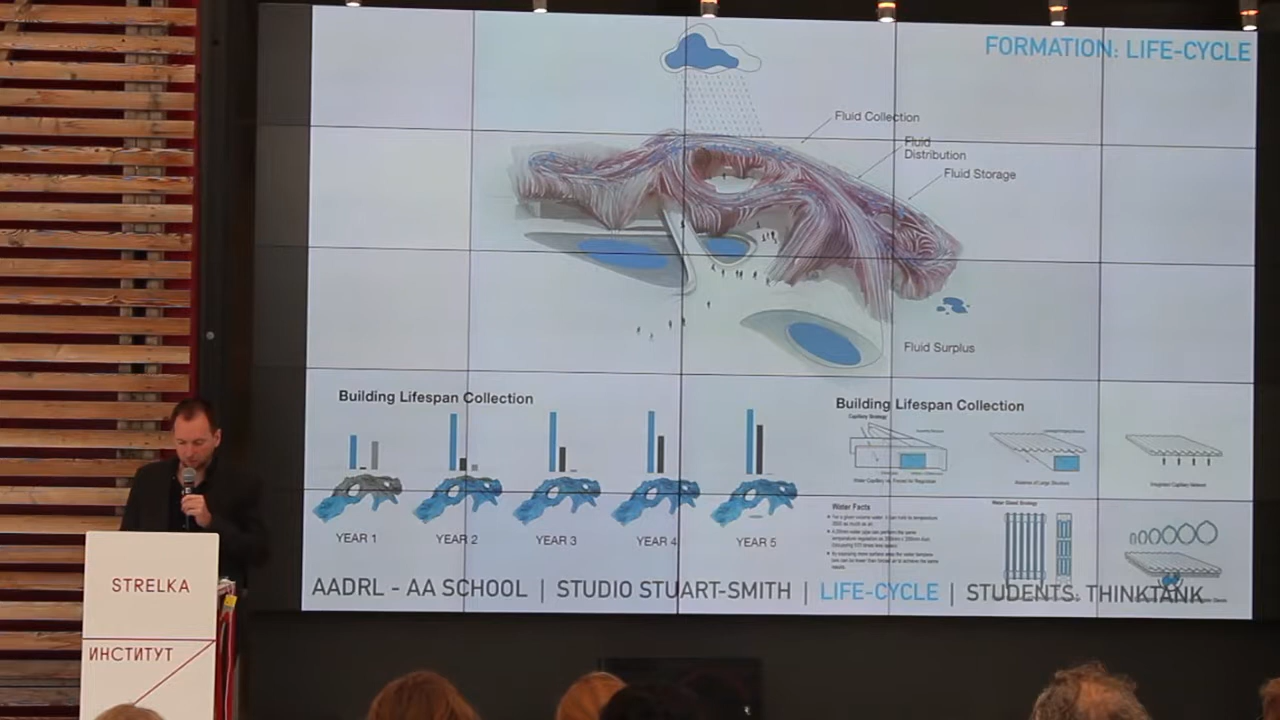 FORMATION: LIFE-CYCLE
Fluid Collection
Fluid
Distribution
Fluid Storage
Fluid Surplus
Building Lifespan Collection
YEAR 1
YEAR 2
YEAR 3
YEAR 4
YEAR 5
Building Lifespan Collection
Capillary Strategy
Water Facts
AADRL - AA SCHOOL | STUDIO STUART-SMITH | LIFE-CYCLE | STUDENTS: THINKTANK
STRELKA
ИНСТИТУТ